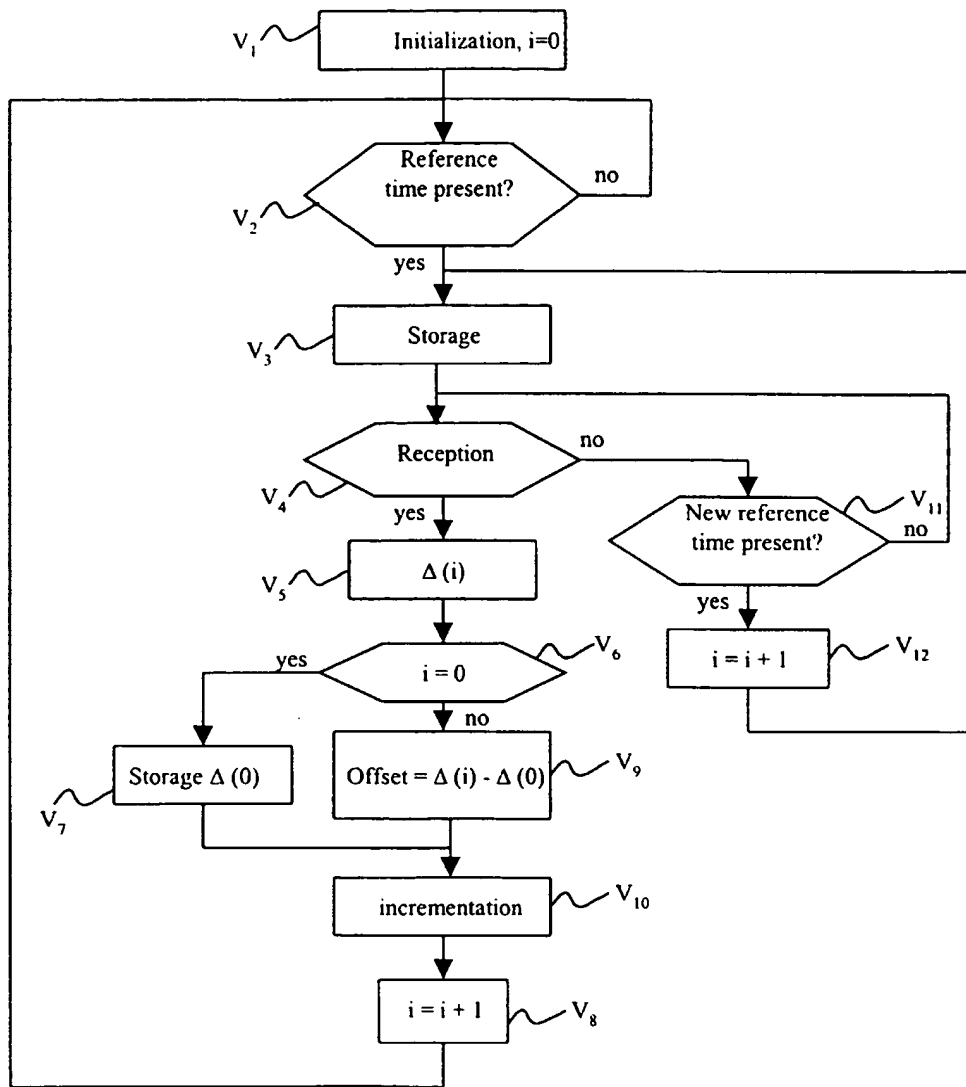 V₁
Initialization, i=0
Reference
time present?
no
V₂
yes
Storage
V₃
Reception
no
V₄
yes
New reference
time present?
V₁₁
no
Δ (i)
V₅
yes
i = i + 1
V₁₂
yes
i = 0
V₆
no
Storage Δ (0)
V₇
Offset = Δ (i) - Δ (0)
V₉
incrementation
V₁₀
i = i + 1
V₈